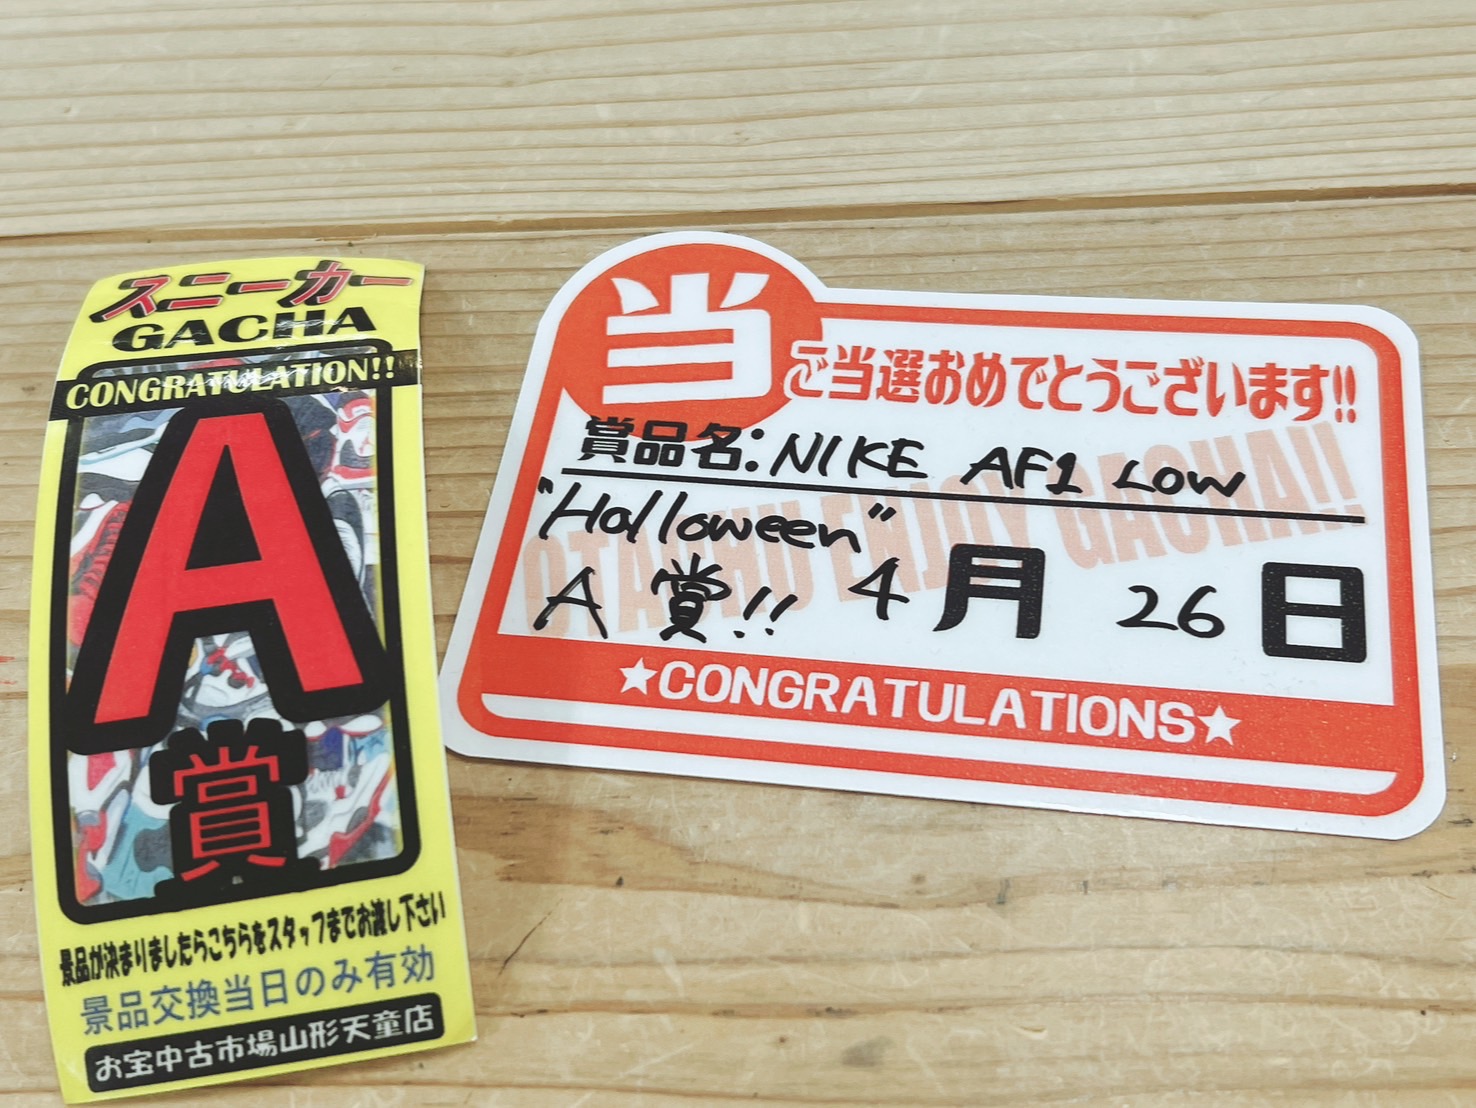 スニーカー
GACHA
CONGRATULATION!!
A
賞
景品が決まりましたらこちらをスタッフまでお渡し下さい
景品交換当日のみ有効
お宝中古市場山形天童店
当
ご当選おめでとうございます!!
賞品名:NIKE AF1 LOW
"Halloween"
OTACHU ENJOY GACHA!!
A 賞!! 4月 26日
★CONGRATULATIONS★